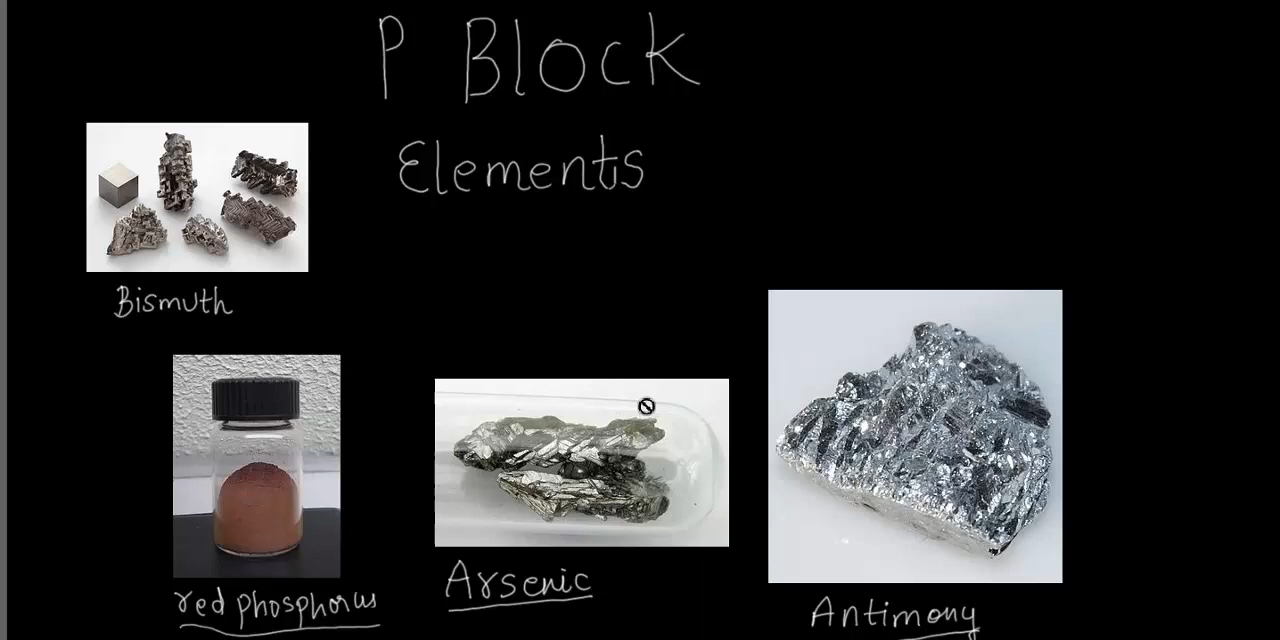 P Block
Elements
Bismuth
red phosphorus
Arsenic
Antimony